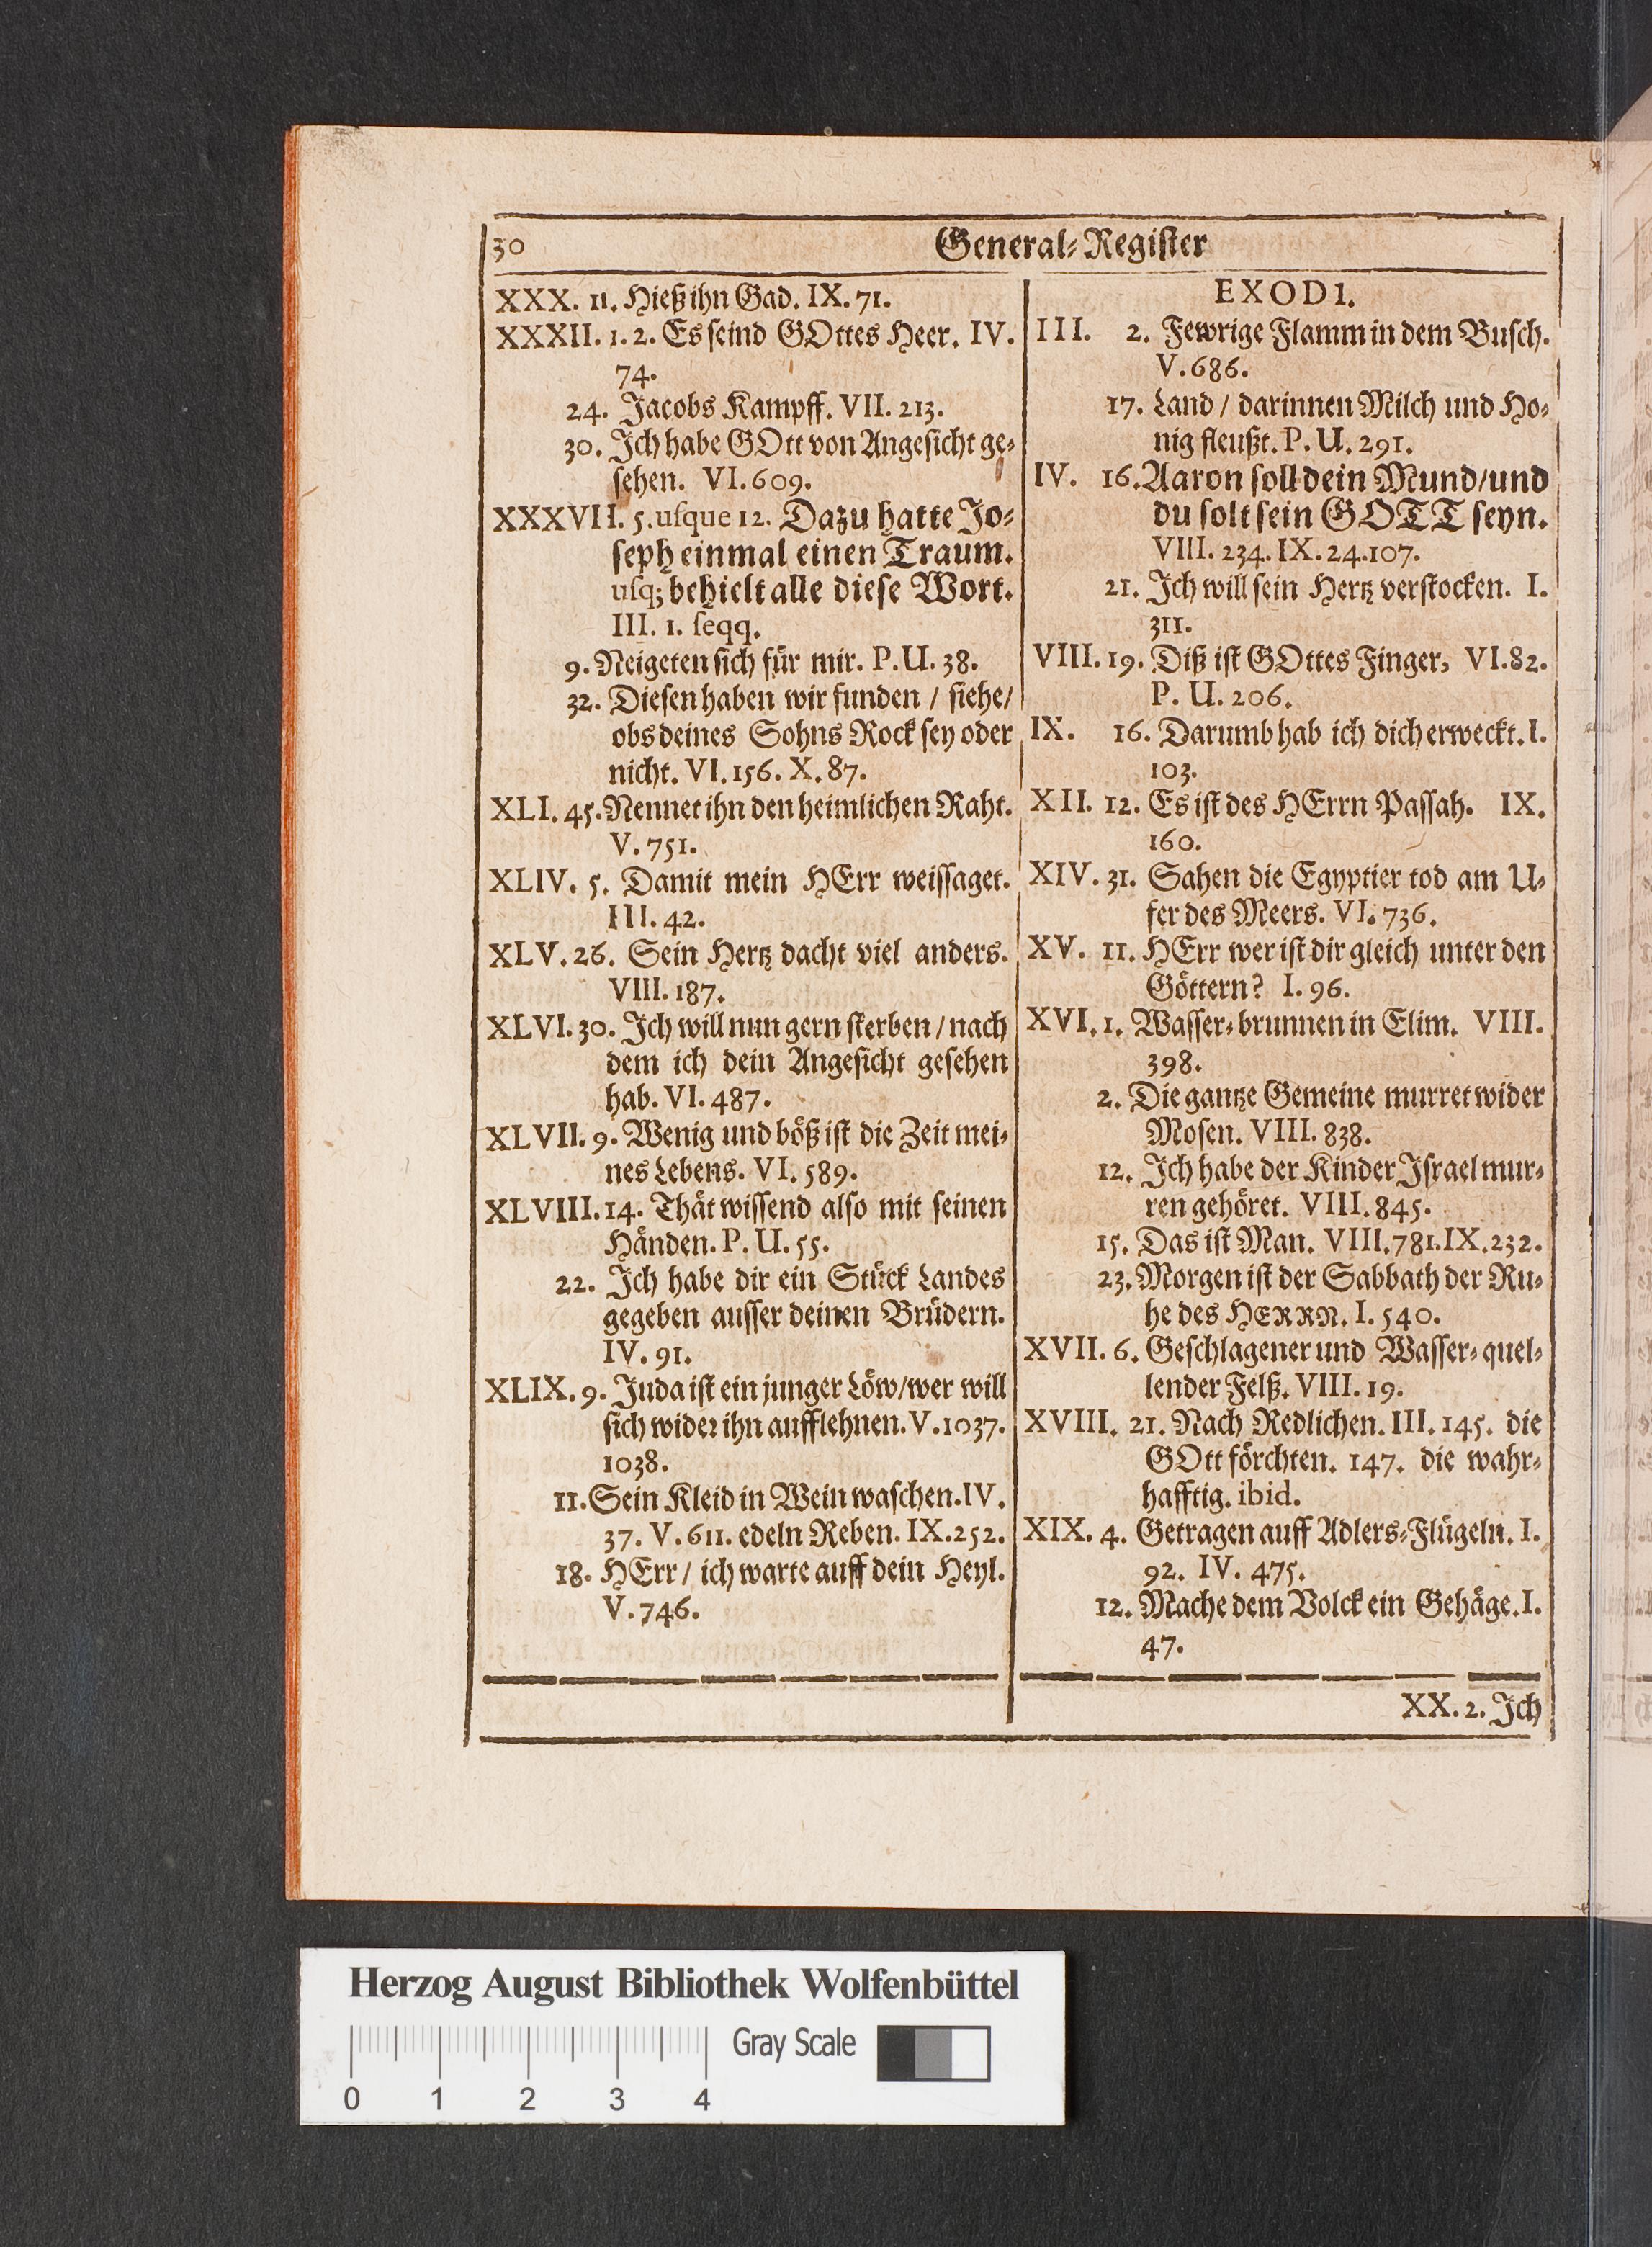 30
General-Register
XXX. 11. Hieß ihn Gad. IX. 71.
XXXII. 1. 2. Es seind GOttes Heer. IV.
74.
24. Jacobs Kampff. VII. 213.
30. Ich habe GOtt von Angesicht ge-
sehen. VI. 609.
XXXVII. 5. usque 12. Dazu hatte Jo-
seph einmal einen Traum.
usq; behielt alle diese Wort.
III. 1. seqq.
9. Neigeten sich für mir. P. U. 38.
32. Diesen haben wir funden / siehe /
obs deines Sohns Rock sey oder
nicht. VI. 156. X. 87.
XLI. 45. Nennet ihn den heimlichen Raht.
V. 751.
XLIV. 5. Damit mein HErr weissaget.
III. 42.
XLV. 26. Sein Hertz dacht viel anders.
VIII. 187.
XLVI. 30. Ich will nun gern sterben / nach
dem ich dein Angesicht gesehen
hab. VI. 487.
XLVII. 9. Wenig und böß ist die Zeit mei-
nes Lebens. VI. 589.
XLVIII. 14. Thät wissend also mit seinen
Händen. P. U. 55.
22. Ich habe dir ein Stück Landes
gegeben ausser deinen Brüdern.
IV. 91.
XLIX. 9. Juda ist ein junger Löw / wer will
sich wider ihn aufflehnen. V. 1037.
1038.
11. Sein Kleid in Wein waschen. IV.
37. V. 611. edeln Reben. IX. 252.
18. HErr / ich warte auff dein Heyl.
V. 746.
EXODI.
III. 2. Fewrige Flamm in dem Busch.
V. 686.
17. Land / darinnen Milch und Ho-
nig fleußt. P. U. 291.
IV. 16. Aaron soll dein Mund / und
du solt sein GOTT seyn.
VIII. 234. IX. 24. 107.
21. Ich will sein Hertz verstocken. I.
311.
VIII. 19. Diß ist GOttes Finger, VI. 82.
P. U. 206.
IX. 16. Darumb hab ich dich erweckt. I.
103.
XII. 12. Es ist des HErrn Passah. IX.
160.
XIV. 31. Sahen die Egyptier tod am U-
fer des Meers. VI. 736.
XV. 11. HErr wer ist dir gleich unter den
Göttern? I. 96.
XVI. 1. Wasser-brunnen in Elim. VIII.
398.
2. Die gantze Gemeine murret wider
Mosen. VIII. 838.
12. Ich habe der Kinder Israel mur-
ren gehöret. VIII. 845.
15. Das ist Man. VIII. 781. IX. 232.
23. Morgen ist der Sabbath der Ru-
he des HERRN. I. 540.
XVII. 6. Geschlagener und Wasser-quel-
lender Felß. VIII. 19.
XVIII. 21. Nach Redlichen. III. 145. die
GOtt förchten. 147. die wahr-
hafftig. ibid.
XIX. 4. Getragen auff Adlers-Flügeln. I.
92. IV. 475.
12. Mache dem Volck ein Gehäge. I.
47.
XX. 2. Ich
Herzog August Bibliothek Wolfenbüttel
Gray Scale
0 1 2 3 4